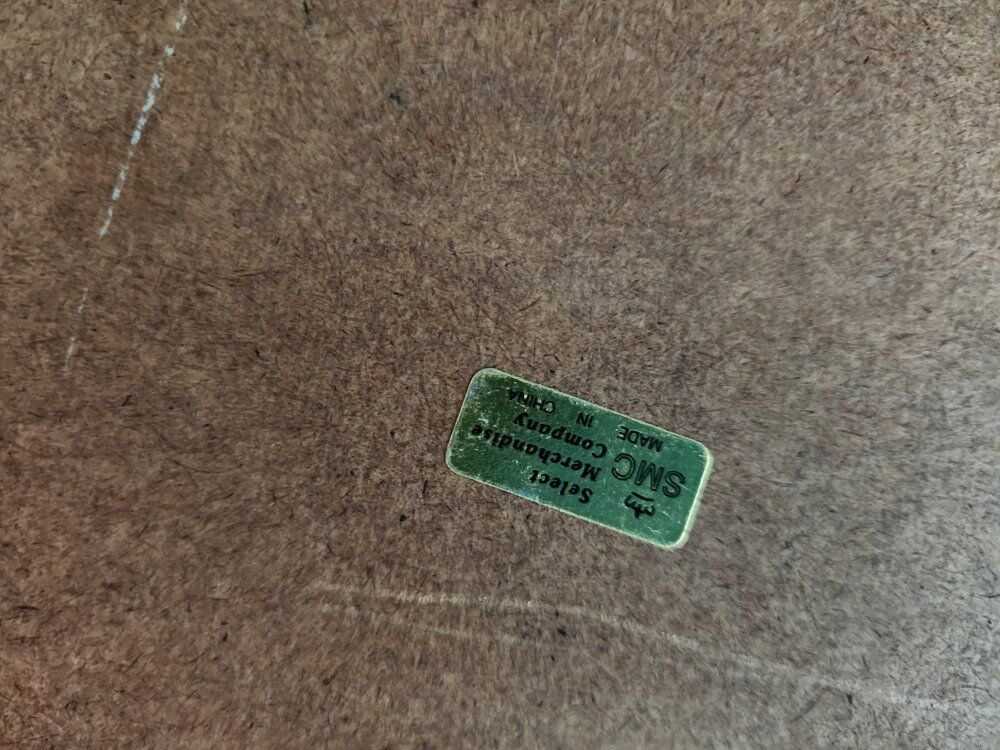 SMC
Select
Merchandise
Company
MADE IN CHINA